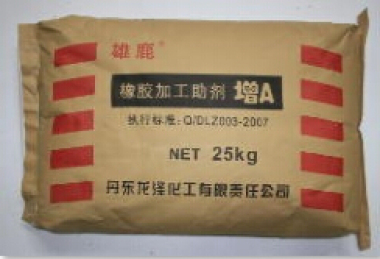 雄鹿®
橡胶加工助剂 增A
执行标准:Q/DLZ003-2007
NET 25kg
丹东龙泽化工有限责任公司